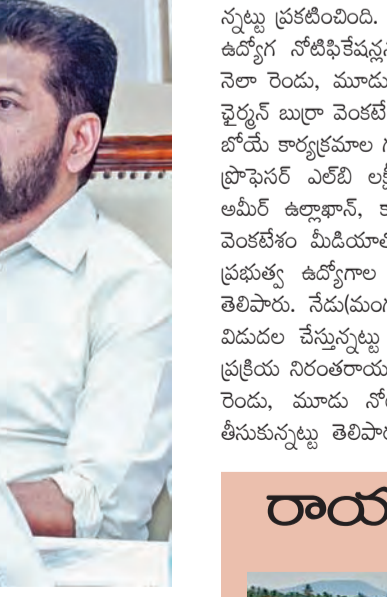 న్నట్టు ప్రకటించింది.
ఉద్యోగ నోటిఫికేషన్ల
నెలా రెండు, మూడు
ఛైర్మన్ బుర్రా వెంకటే
బోయే కార్యక్రమాల
ప్రొఫెసర్ ఎల్‌బి
అమీర్ ఉల్లాఖాన్,
వెంకటేశం మీడియాతో
ప్రభుత్వ ఉద్యోగాల
తెలిపారు. నేడు(మంగ
విడుదల చేస్తున్నట్టు
ప్రక్రియ నిరంతరాయ
రెండు, మూడు నో
తీసుకున్నట్టు తెలిపార
రాయ